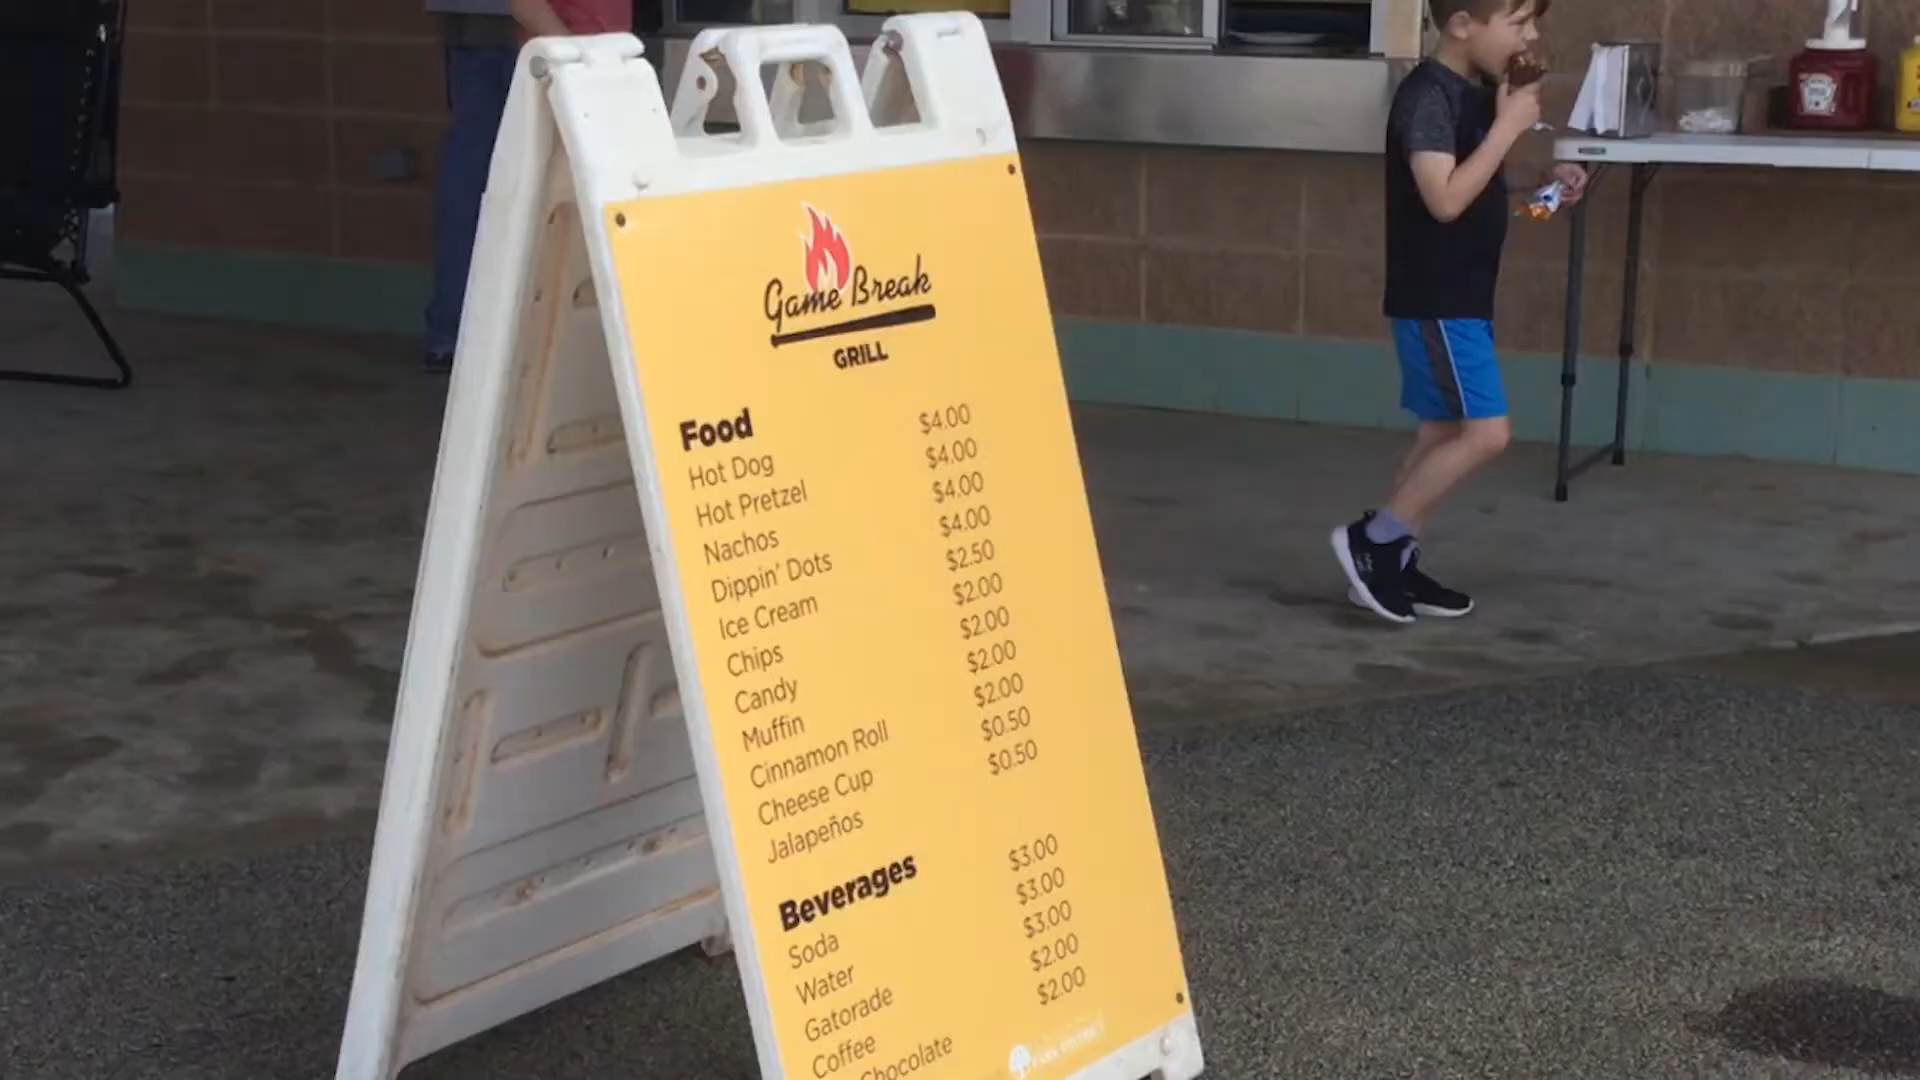 Game Break
GRILL
Food
Hot Dog $4.00
Hot Pretzel $4.00
Nachos $4.00
Dippin' Dots $4.00
Ice Cream $2.50
Chips $2.00
Candy $2.00
Muffin $2.00
Cinnamon Roll $2.00
Cheese Cup $0.50
Jalapeños $0.50
Beverages
Soda $3.00
Water $3.00
Gatorade $3.00
Coffee $2.00
Chocolate $2.00
PARK DISTRICT
HEINZ